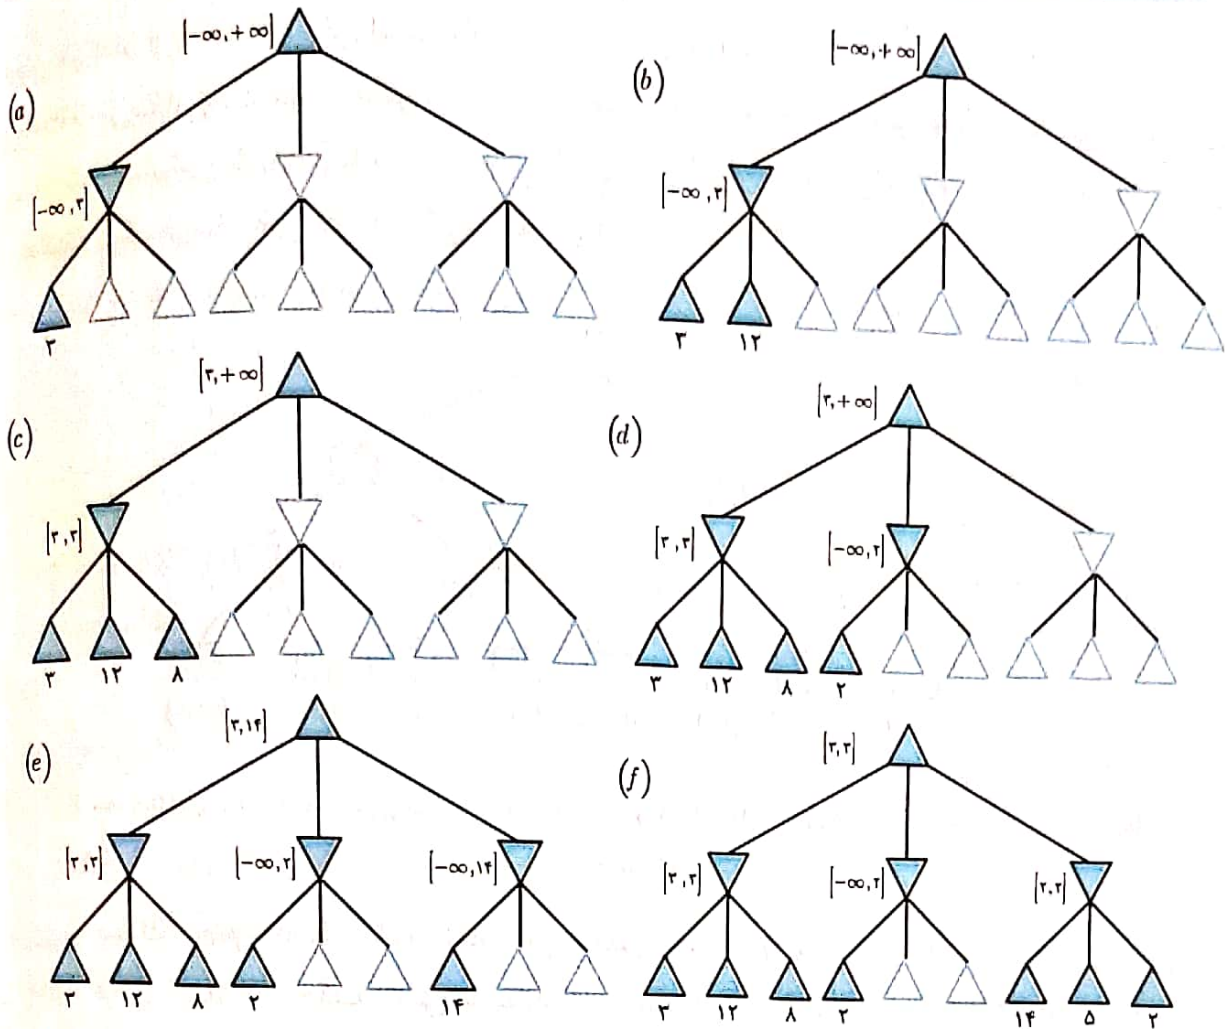 (a)
[-∞, +∞]
[-∞, ۳]
۳
(b)
[-∞, + ∞]
[-∞, ۳]
۳ ۱۲
(c)
[۳, +∞]
[۳, ۳]
۳ ۱۲ ۸
(d)
[۳, + ∞]
[۳, ۳] [-∞, ۲]
۳ ۱۲ ۸ ۲
(e)
[۳, ۱۴]
[۳, ۳] [-∞, ۲] [-∞, ۱۴]
۳ ۱۲ ۸ ۲ ۱۴
(f)
[۳, ۳]
[۳, ۳] [-∞, ۲] [۲, ۲]
۳ ۱۲ ۸ ۲ ۱۴ ۵ ۲